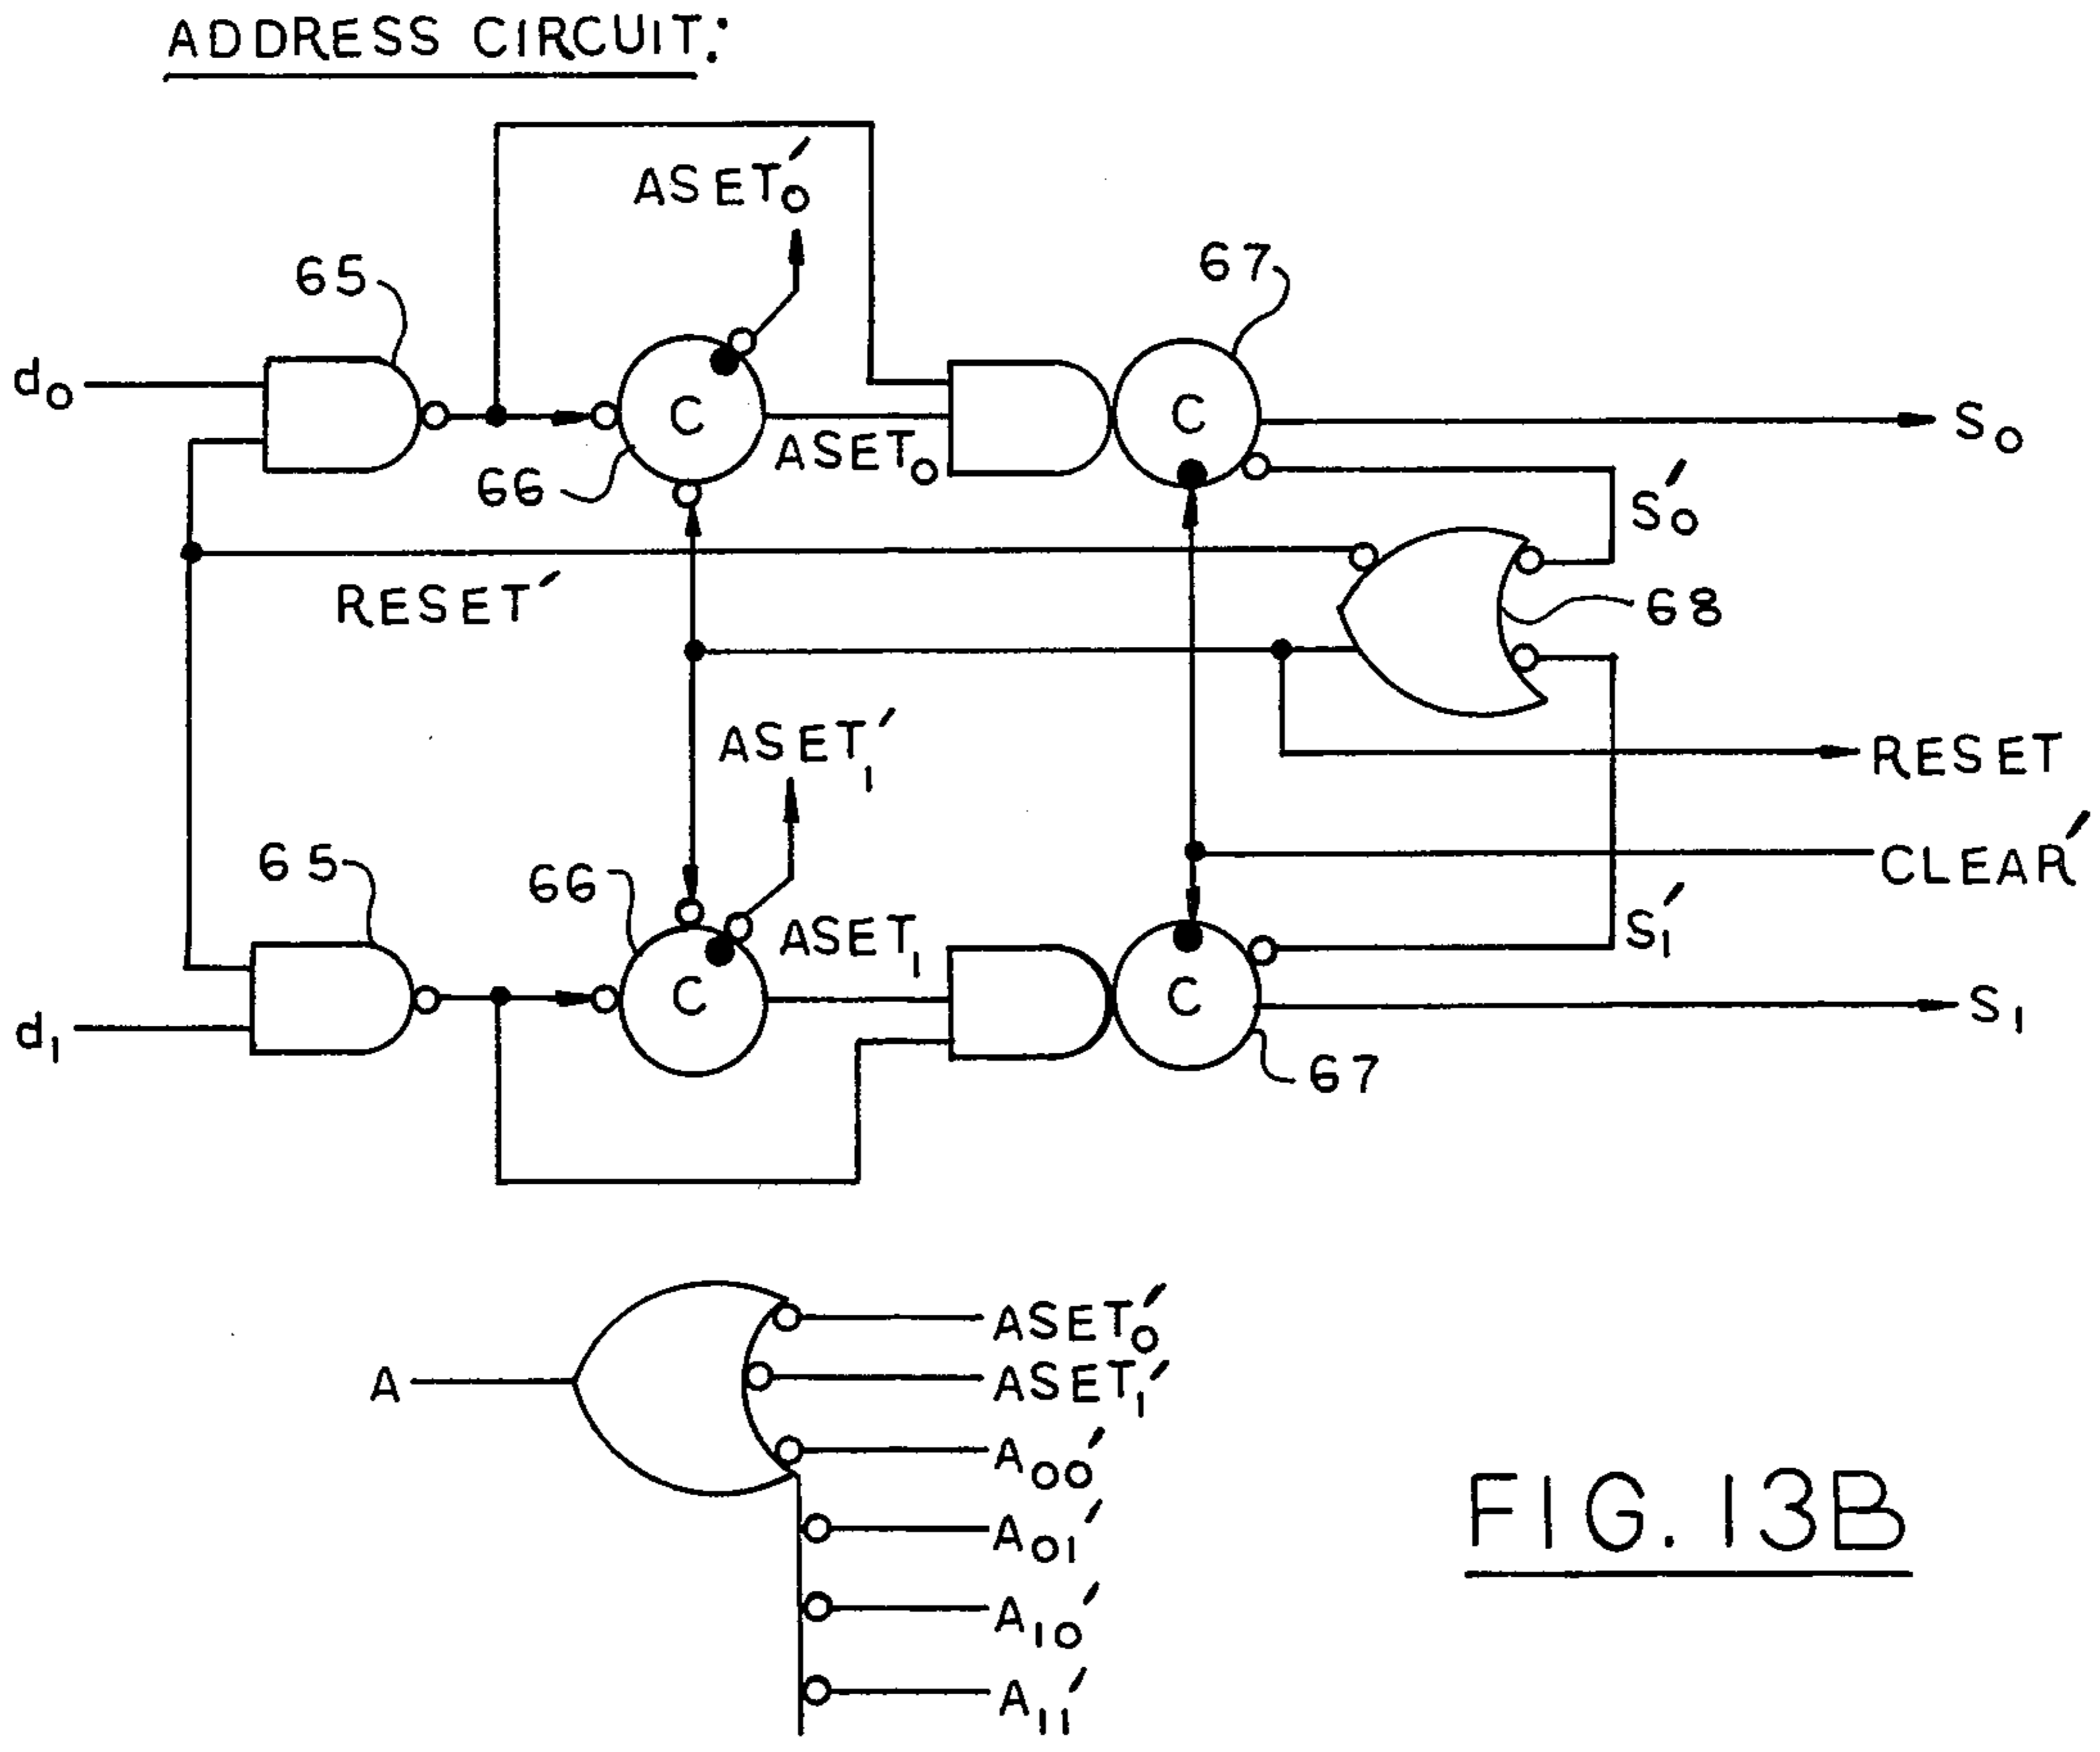 ADDRESS CIRCUIT:
ASET₀′
65
67
d₀
C
C
S₀
66
ASET₀
S₀′
RESET′
68
ASET₁′
RESET
65
66
CLEAR′
ASET₁
S₁′
C
C
d₁
S₁
67
ASET₀′
A
ASET₁′
A₀₀′
A₀₁′
A₁₀′
A₁₁′
FIG. 13B